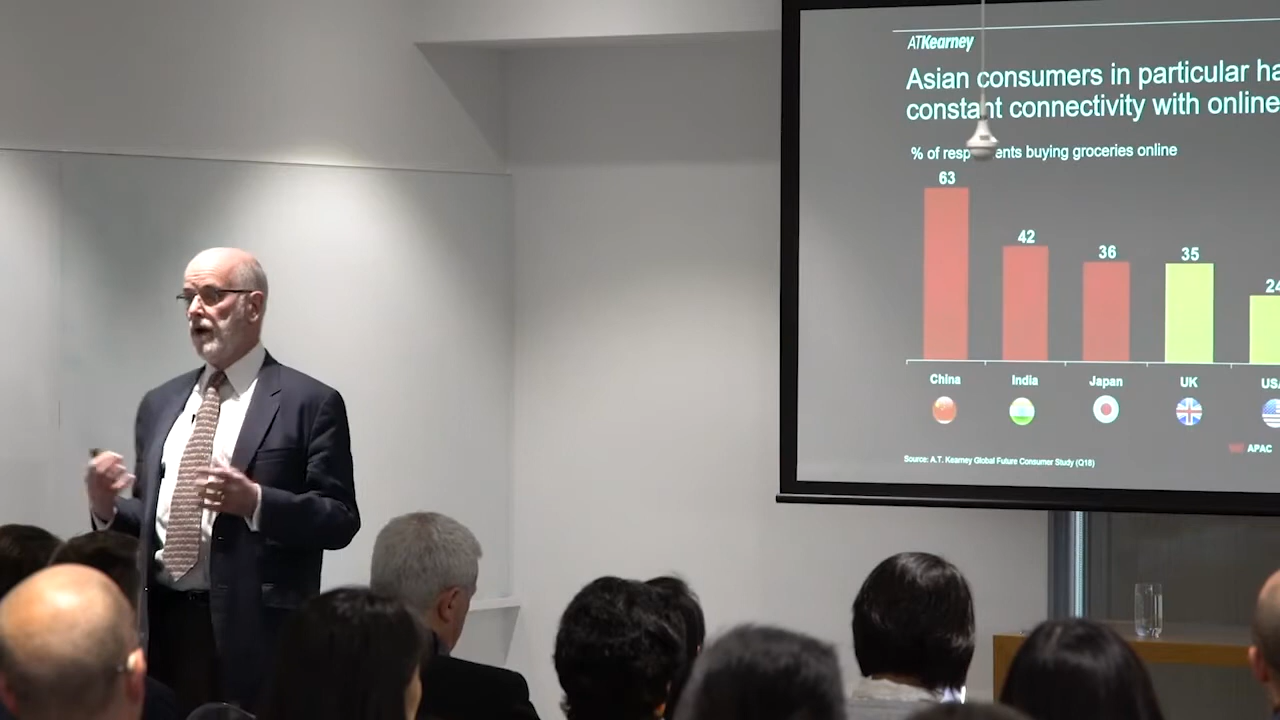 ATKearney
Asian consumers in particular ha
constant connectivity with online
% of resp ents buying groceries online
63
42
36
35
24
China
India
Japan
UK
USA
APAC
Source: A.T. Kearney Global Future Consumer Study (Q18)